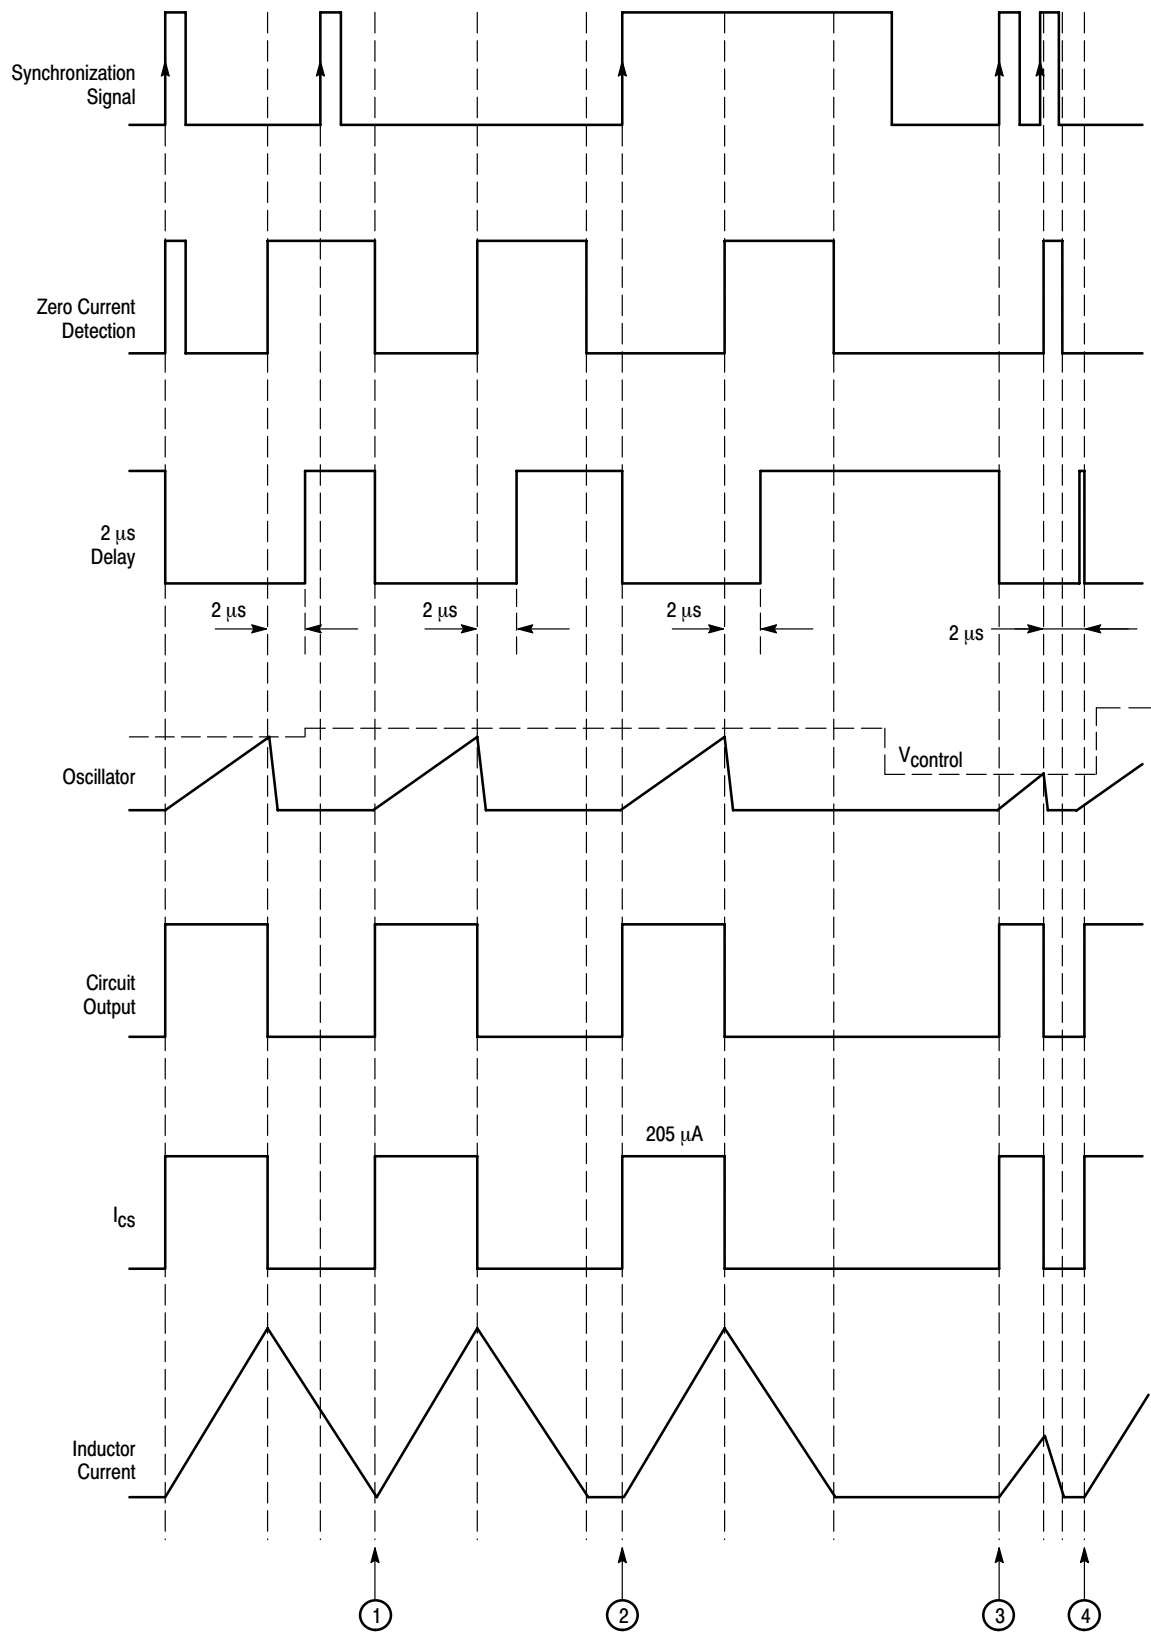 Synchronization
Signal
Zero Current
Detection
2 μs
Delay
2 μs
2 μs
2 μs
2 μs
Oscillator
Vcontrol
Circuit
Output
205 μA
Ics
Inductor
Current
1
2
3
4